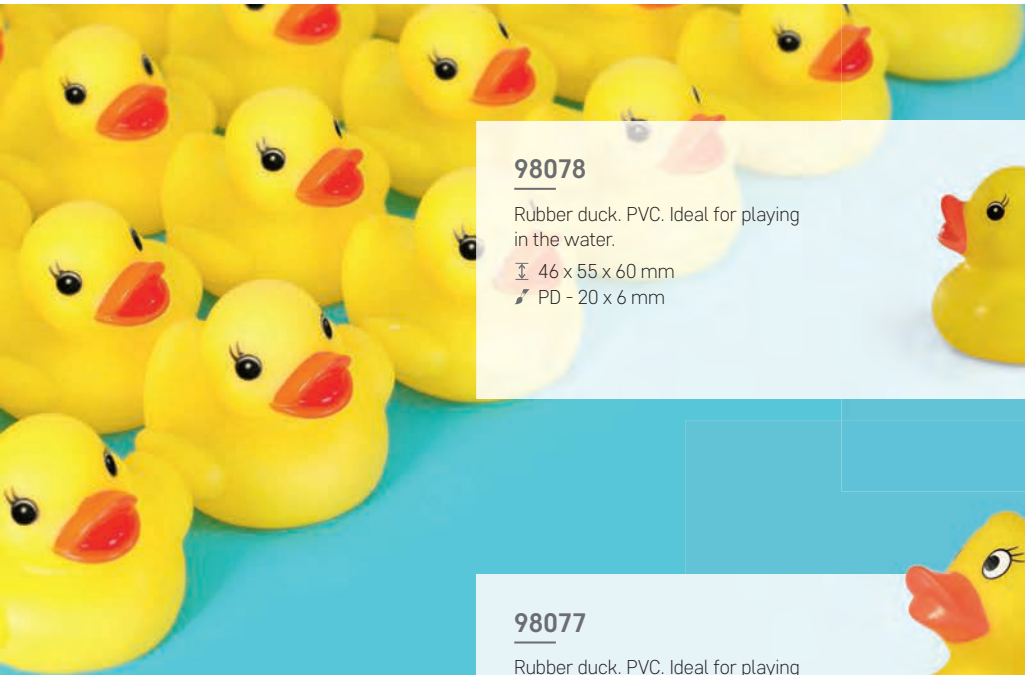 98078
Rubber duck. PVC. Ideal for playing
in the water.
46 x 55 x 60 mm
PD - 20 x 6 mm
98077
Rubber duck. PVC. Ideal for playing